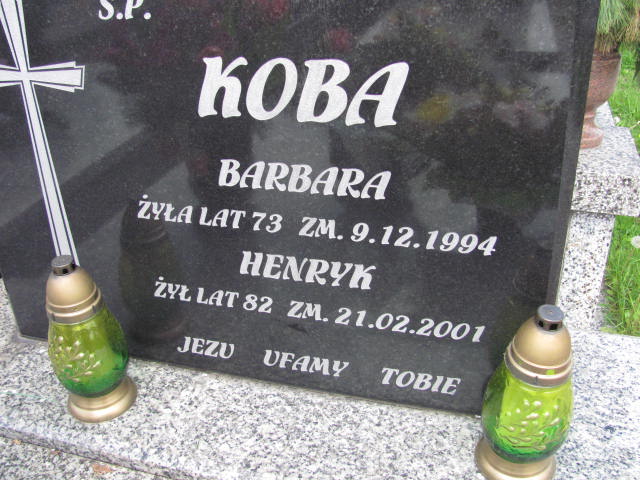 Ś.P.
KOBA
BARBARA
ŻYŁA LAT 73 ZM. 9.12.1994
HENRYK
ŻYŁ LAT 82 ZM. 21.02.2001
JEZU UFAMY TOBIE